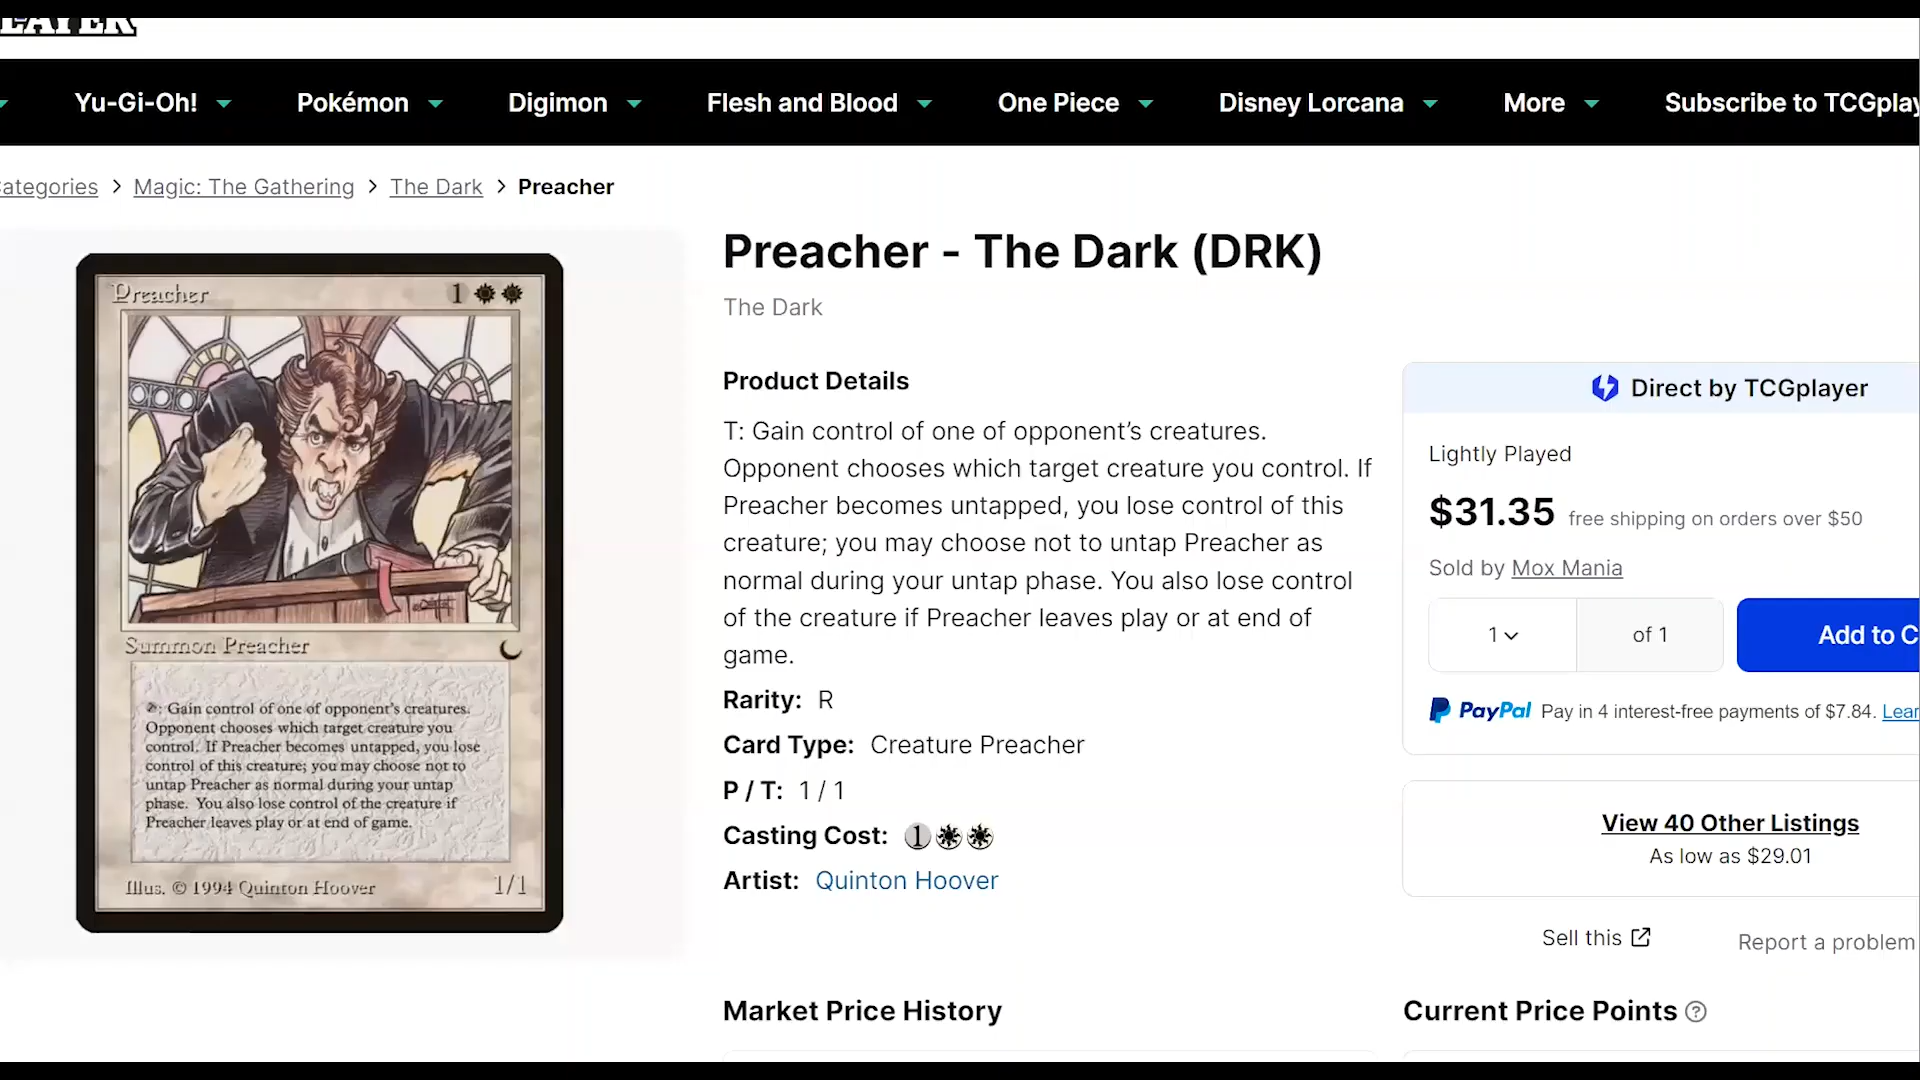 Yu-Gi-Oh! Pokémon Digimon Flesh and Blood One Piece Disney Lorcana More Subscribe to TCGplay
ategories > Magic: The Gathering > The Dark > Preacher
Preacher 1
Summon Preacher
: Gain control of one of opponent's creatures.
Opponent chooses which target creature you
control. If Preacher becomes untapped, you lose
control of this creature; you may choose not to
untap Preacher as normal during your untap
phase. You also lose control of the creature if
Preacher leaves play or at end of game.
Illus. © 1994 Quinton Hoover 1/1
Preacher - The Dark (DRK)
The Dark
Product Details
T: Gain control of one of opponent's creatures.
Opponent chooses which target creature you control. If
Preacher becomes untapped, you lose control of this
creature; you may choose not to untap Preacher as
normal during your untap phase. You also lose control
of the creature if Preacher leaves play or at end of
game.
Rarity: R
Card Type: Creature Preacher
P / T: 1 / 1
Casting Cost: 1
Artist: Quinton Hoover
Direct by TCGplayer
Lightly Played
$31.35 free shipping on orders over $50
Sold by Mox Mania
1 of 1 Add to C
PayPal Pay in 4 interest-free payments of $7.84. Lear
View 40 Other Listings
As low as $29.01
Sell this Report a problem
Market Price History
Current Price Points